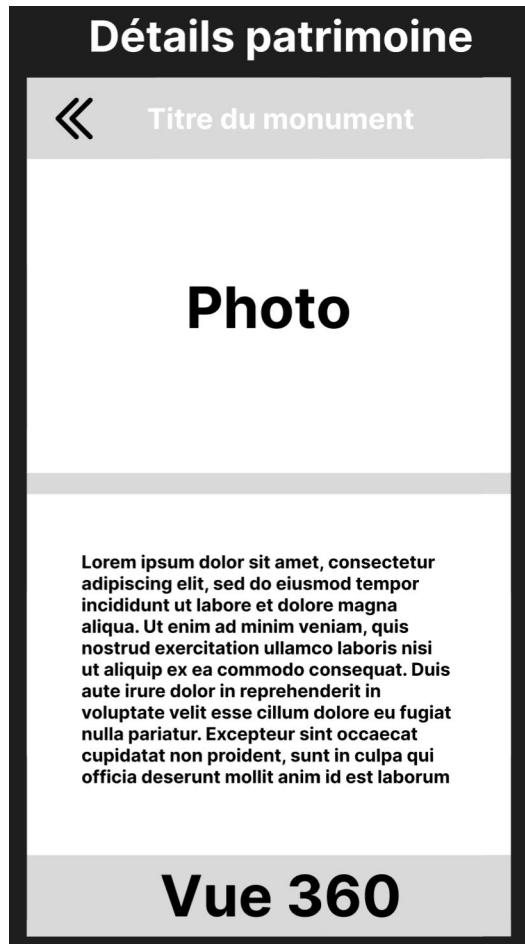 Détails patrimoine
Titre du monument
Photo
Lorem ipsum dolor sit amet, consectetur
adipiscing elit, sed do eiusmod tempor
incididunt ut labore et dolore magna
aliqua. Ut enim ad minim veniam, quis
nostrud exercitation ullamco laboris nisi
ut aliquip ex ea commodo consequat. Duis
aute irure dolor in reprehenderit in
voluptate velit esse cillum dolore eu fugiat
nulla pariatur. Excepteur sint occaecat
cupidatat non proident, sunt in culpa qui
officia deserunt mollit anim id est laborum
Vue 360